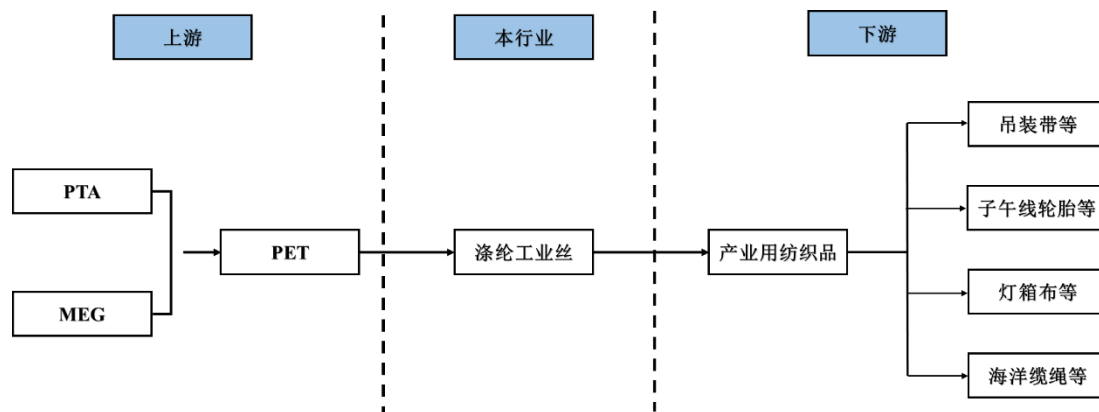 上游
本行业
下游
PTA
MEG
PET
涤纶工业丝
产业用纺织品
吊装带等
子午线轮胎等
灯箱布等
海洋缆绳等